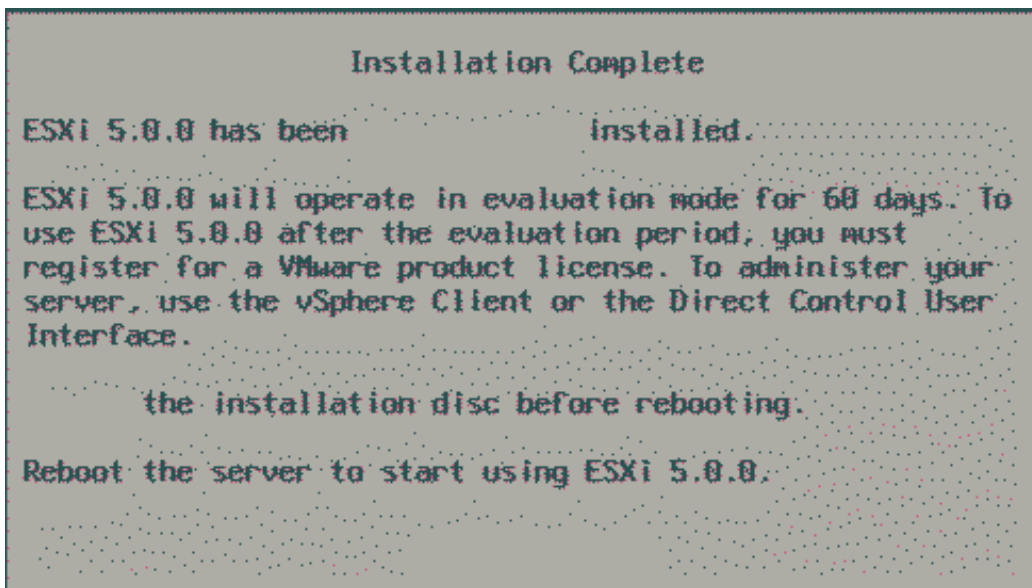 Installation Complete
ESXi 5.0.0 has been installed.
ESXi 5.0.0 will operate in evaluation mode for 60 days. To
use ESXi 5.0.0 after the evaluation period, you must
register for a VMware product license. To administer your
server, use the vSphere Client or the Direct Control User
Interface.
the installation disc before rebooting.
Reboot the server to start using ESXi 5.0.0.